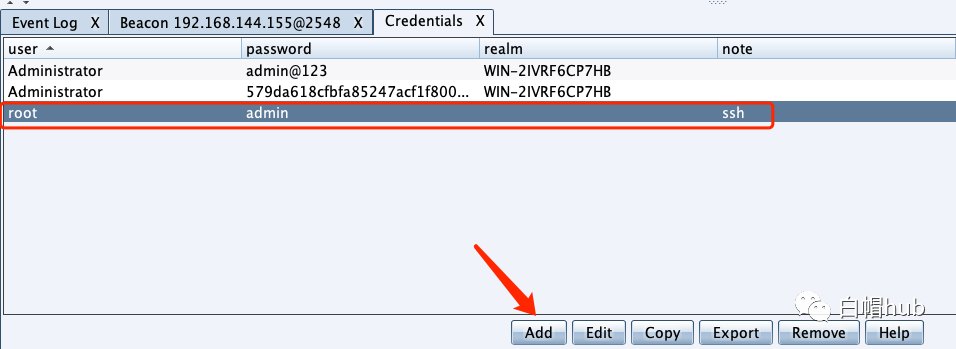 Event Log X Beacon 192.168.144.155@2548 X Credentials X
user password realm note
Administrator admin@123 WIN-2IVRF6CP7HB
Administrator 579da618cfbfa85247acf1f800... WIN-2IVRF6CP7HB
root admin ssh
白帽hub
Add Edit Copy Export Remove Help